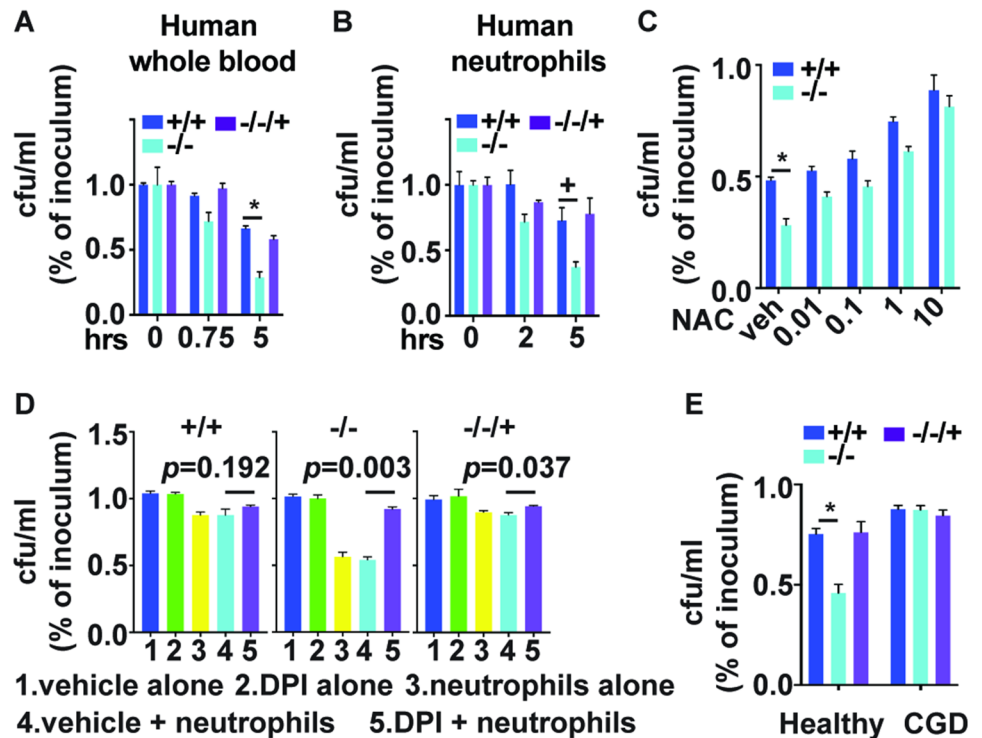 A
Human
whole blood
cfu/ml
(% of inoculum)
+/+
-/-/+
-/-
1.0
0.5
0.0
*
hrs 0 0.75 5
B
Human
neutrophils
cfu/ml
(% of inoculum)
+/+
-/-/+
-/-
1.0
0.5
0.0
+
hrs 0 2 5
C
cfu/ml
(% of inoculum)
+/+
-/-
1.0
0.5
0.0
*
NAC veh 0.01 0.1 1 10
D
cfu/ml
(% of inoculum)
1.5
1.0
0.5
0.0
+/+
p=0.192
1 2 3 4 5
-/-
p=0.003
1 2 3 4 5
-/-/+
p=0.037
1 2 3 4 5
1.vehicle alone 2.DPI alone 3.neutrophils alone
4.vehicle + neutrophils 5.DPI + neutrophils
E
cfu/ml
(% of inoculum)
+/+
-/-/+
-/-
1.0
0.5
0.0
*
Healthy CGD